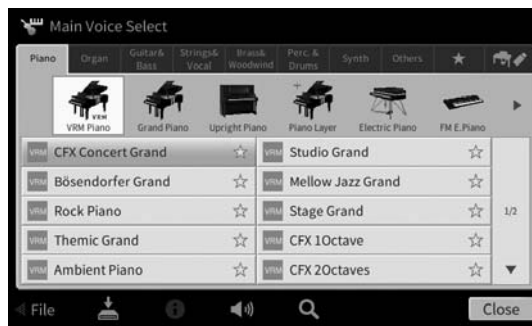 Main Voice Select
Piano
Organ
Guitar&
Bass
Strings&
Vocal
Brass&
Woodwind
Perc. &
Drums
Synth
Others
VRM
VRM Piano
Grand Piano
Upright Piano
Piano Layer
Electric Piano
FM E.Piano
VRM CFX Concert Grand
VRM Studio Grand
VRM Bösendorfer Grand
VRM Mellow Jazz Grand
VRM Rock Piano
VRM Stage Grand
1/2
VRM Themic Grand
VRM CFX 1Octave
VRM Ambient Piano
VRM CFX 2Octaves
File
Close